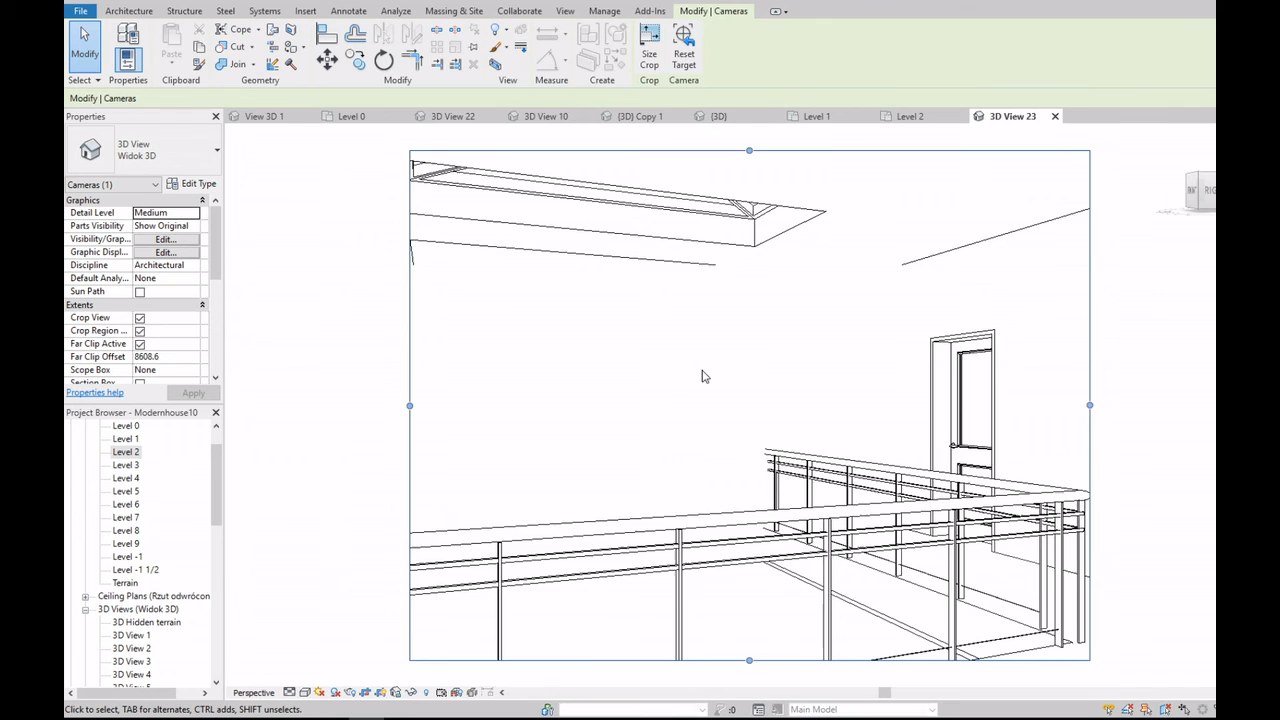 File Architecture Structure Steel Systems Insert Annotate Analyze Massing & Site Collaborate View Manage Add-Ins Modify | Cameras
Cope
Cut
Join
Modify
Paste
Size Crop
Reset Target
Select Properties Clipboard Geometry Modify View Measure Create Crop Camera
Modify | Cameras
Properties
View 3D 1 Level 0 3D View 22 3D View 10 {3D} Copy 1 {3D} Level 1 Level 2 3D View 23
3D View
Widok 3D
Cameras (1) Edit Type
Graphics
Detail Level Medium
Parts Visibility Show Original
Visibility/Grap... Edit...
Graphic Displ... Edit...
Discipline Architectural
Default Analy... None
Sun Path
Extents
Crop View
Crop Region ...
Far Clip Active
Far Clip Offset 8608.6
Scope Box None
Section Box
Properties help Apply
Project Browser - Modernhouse10
Level 0
Level 1
Level 2
Level 3
Level 4
Level 5
Level 6
Level 7
Level 8
Level 9
Level -1
Level -1 1/2
Terrain
Ceiling Plans (Rzut odwrócon
3D Views (Widok 3D)
3D Hidden terrain
3D View 1
3D View 2
3D View 3
3D View 4
Perspective
Click to select, TAB for alternates, CTRL adds, SHIFT unselects.
:0
Main Model